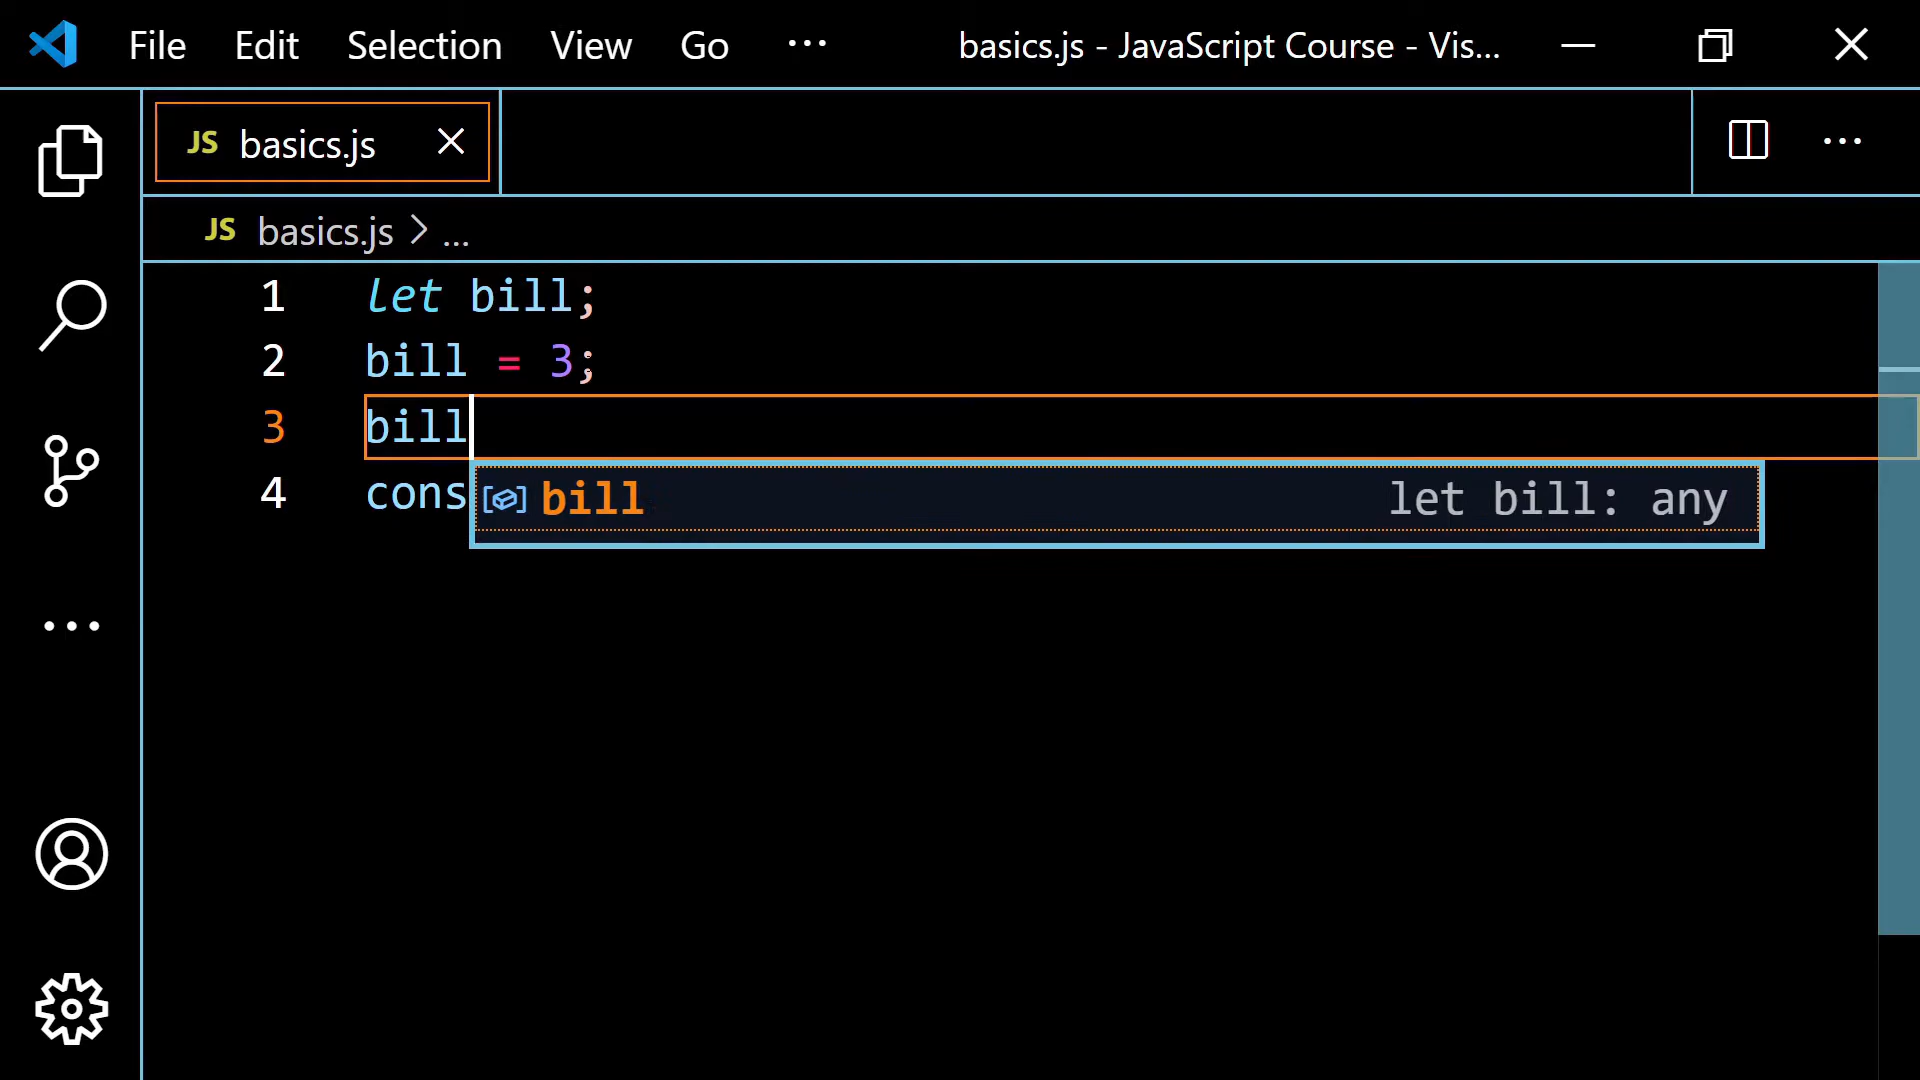 File Edit Selection View Go ... basics.js - JavaScript Course - Vis...
JS basics.js
JS basics.js > ...
1 let bill;
2 bill = 3;
3 bill
4 cons
bill let bill: any